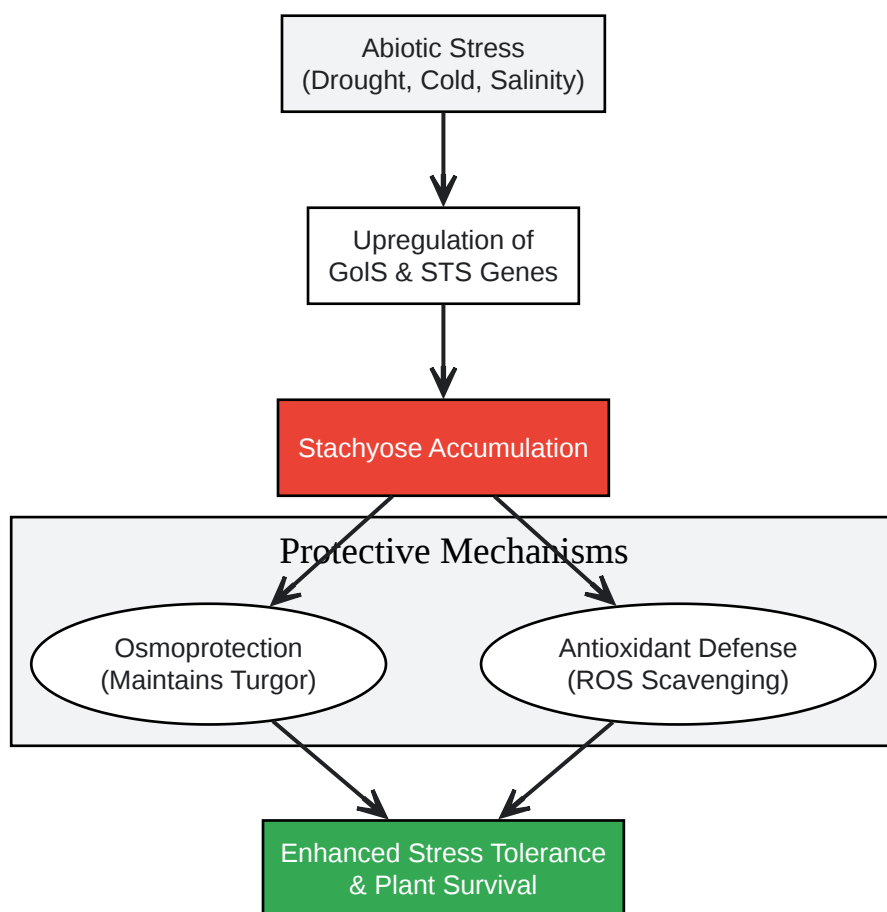 Abiotic Stress
(Drought, Cold, Salinity)
Upregulation of
GolS & STS Genes
Stachyose Accumulation
Protective Mechanisms
Osmoprotection
(Maintains Turgor)
Antioxidant Defense
(ROS Scavenging)
Enhanced Stress Tolerance
& Plant Survival